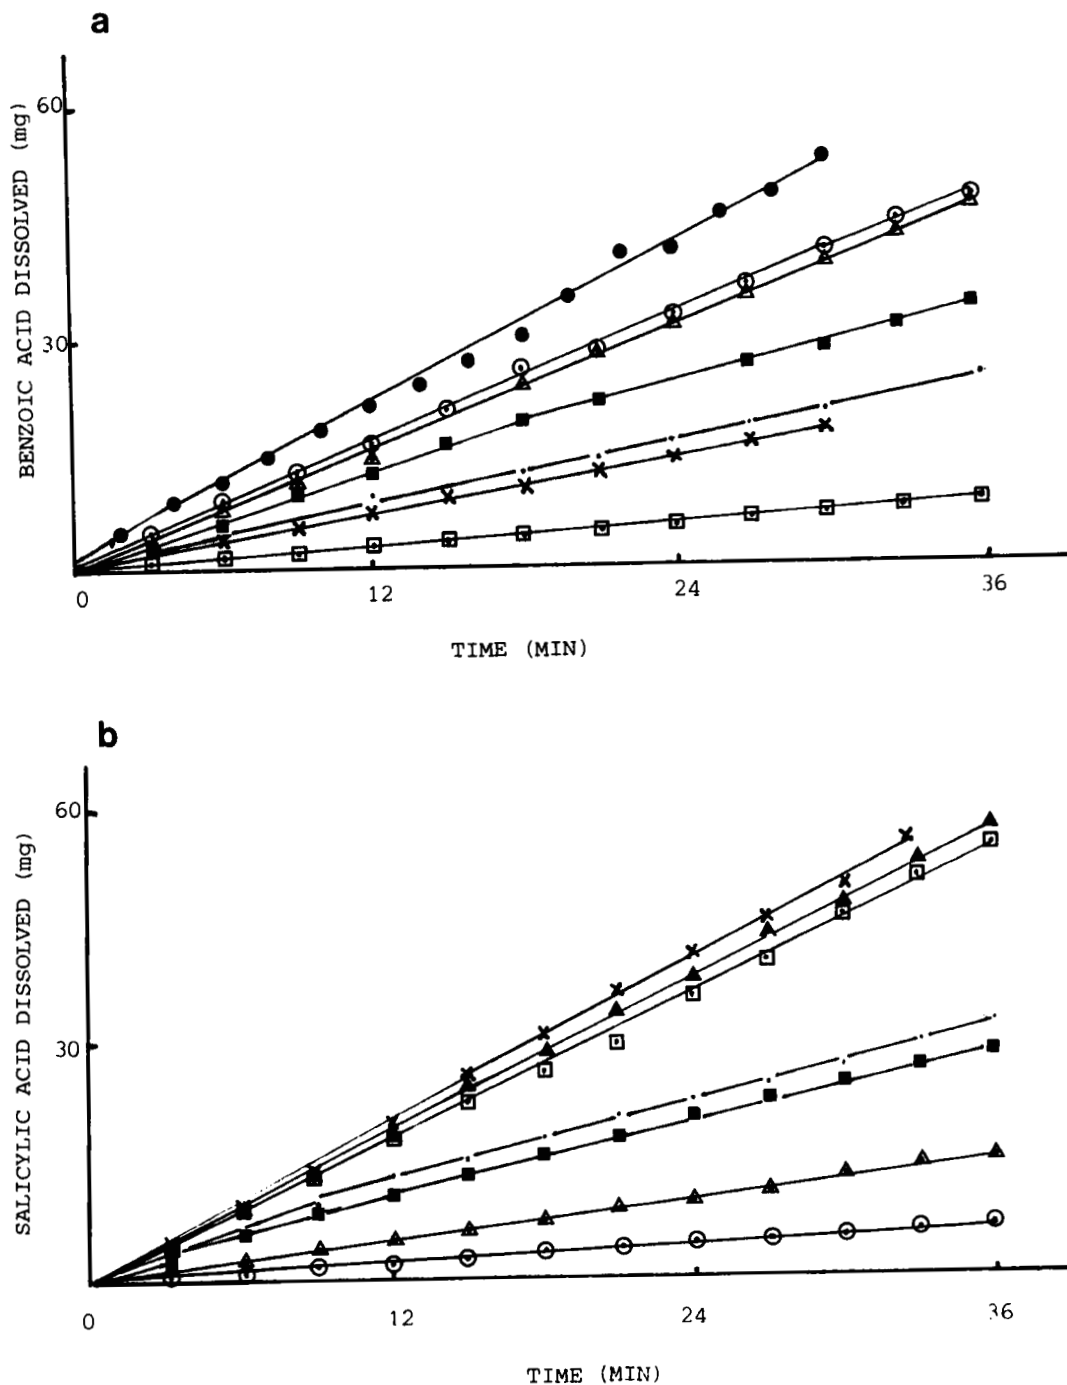 a
60
30
BENZOIC ACID DISSOLVED (mg)
0
12
24
36
TIME (MIN)
b
60
30
SALICYLIC ACID DISSOLVED (mg)
0
12
24
36
TIME (MIN)